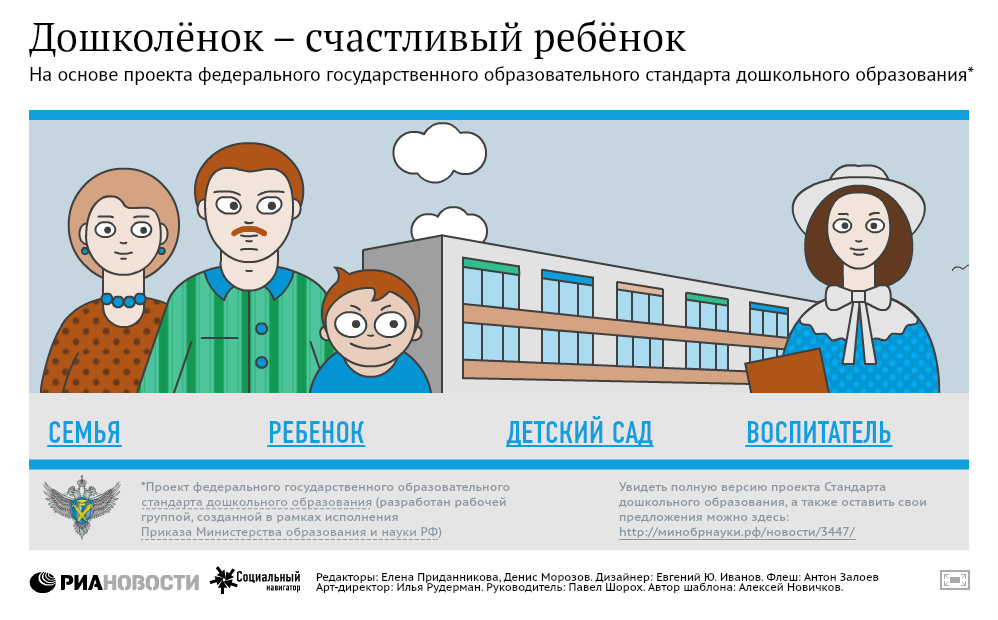 Дошколёнок – счастливый ребёнок
На основе проекта федерального государственного образовательного стандарта дошкольного образования*
СЕМЬЯ
РЕБЕНОК
ДЕТСКИЙ САД
ВОСПИТАТЕЛЬ
*Проект федерального государственного образовательного
стандарта дошкольного образования (разработан рабочей
группой, созданной в рамках исполнения
Приказа Министерства образования и науки РФ)
Увидеть полную версию проекта Стандарта
дошкольного образования, а также оставить свои
предложения можно здесь:
http://минобрнауки.рф/новости/3447/
РИАНОВОСТИ
Социальный
навигатор
Редакторы: Елена Приданникова, Денис Морозов. Дизайнер: Евгений Ю. Иванов. Флеш: Антон Залоев
Арт-директор: Илья Рудерман. Руководитель: Павел Шорох. Автор шаблона: Алексей Новичков.